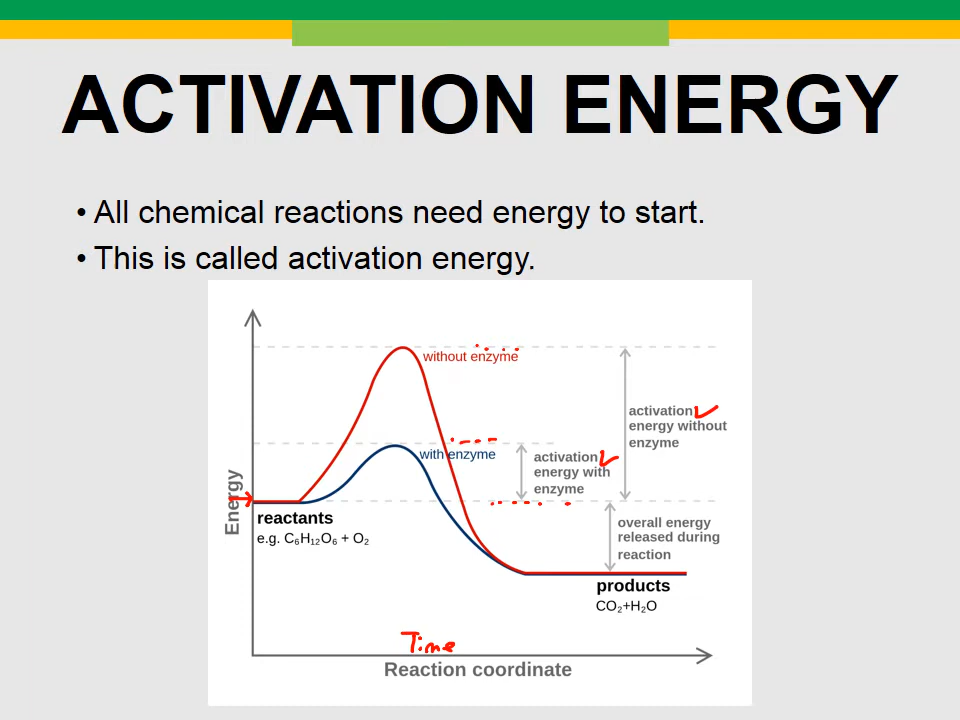 ACTIVATION ENERGY
• All chemical reactions need energy to start.
• This is called activation energy.
without enzyme
with enzyme
activation
energy without
enzyme
activation
energy with
enzyme
Energy
reactants
e.g. C₆H₁₂O₆ + O₂
overall energy
released during
reaction
products
CO₂+H₂O
Time
Reaction coordinate